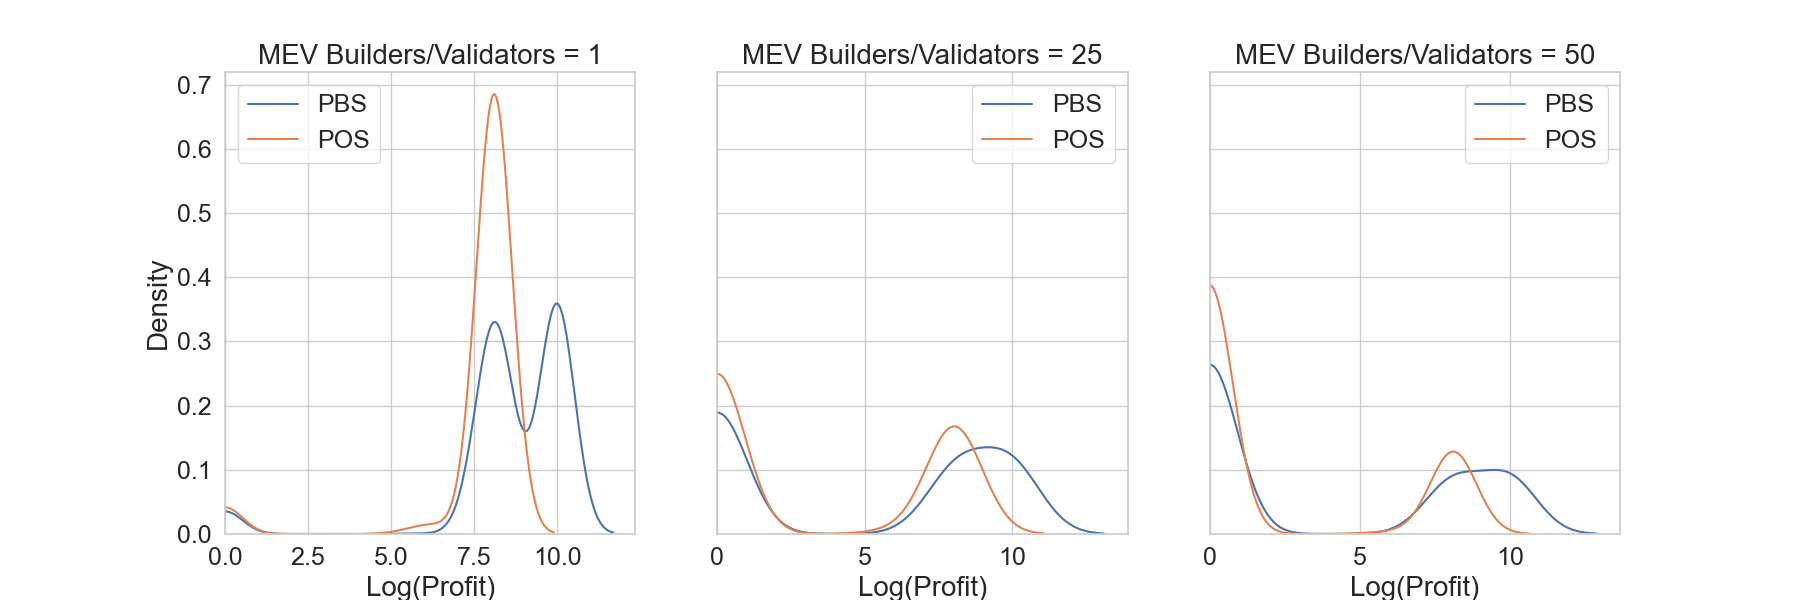 MEV Builders/Validators = 1
PBS
POS
Density
0.7
0.6
0.5
0.4
0.3
0.2
0.1
0.0
0.0 2.5 5.0 7.5 10.0
Log(Profit)
MEV Builders/Validators = 25
PBS
POS
0 5 10
Log(Profit)
MEV Builders/Validators = 50
PBS
POS
0 5 10
Log(Profit)